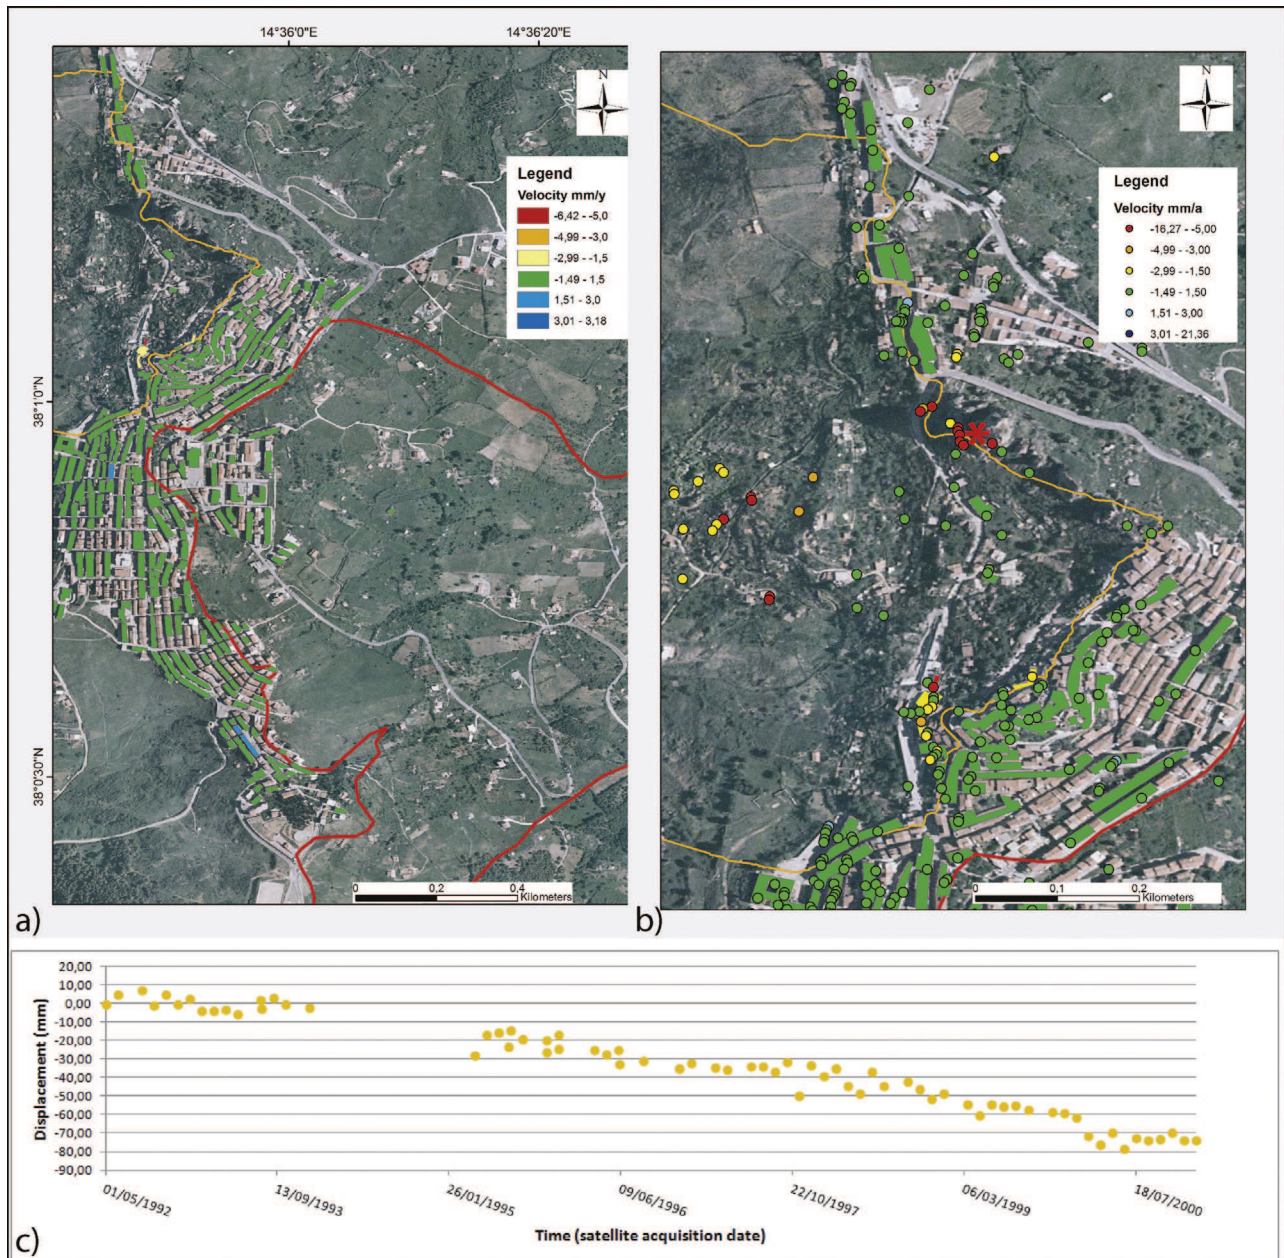 14°36'0"E
14°36'20"E
38°1'0"N
38°0'30"N
N
Legend
Velocity mm/y
-6,42 - -5,0
-4,99 - -3,0
-2,99 - -1,5
-1,49 - 1,5
1,51 - 3,0
3,01 - 3,18
0
0,2
0,4
Kilometers
a)
N
Legend
Velocity mm/a
-16,27 - -5,00
-4,99 - -3.00
-2,99 - -1,50
-1,49 - 1,50
1,51 - 3,00
3,01 - 21,36
0
0,1
0,2
Kilometers
b)
Displacement (mm)
20,00
10,00
0,00
-10,00
-20,00
-30,00
-40,00
-50,00
-60,00
-70,00
-80,00
-90,00
01/05/1992
13/09/1993
26/01/1995
09/06/1996
22/10/1997
06/03/1999
18/07/2000
Time (satellite acquisition date)
c)